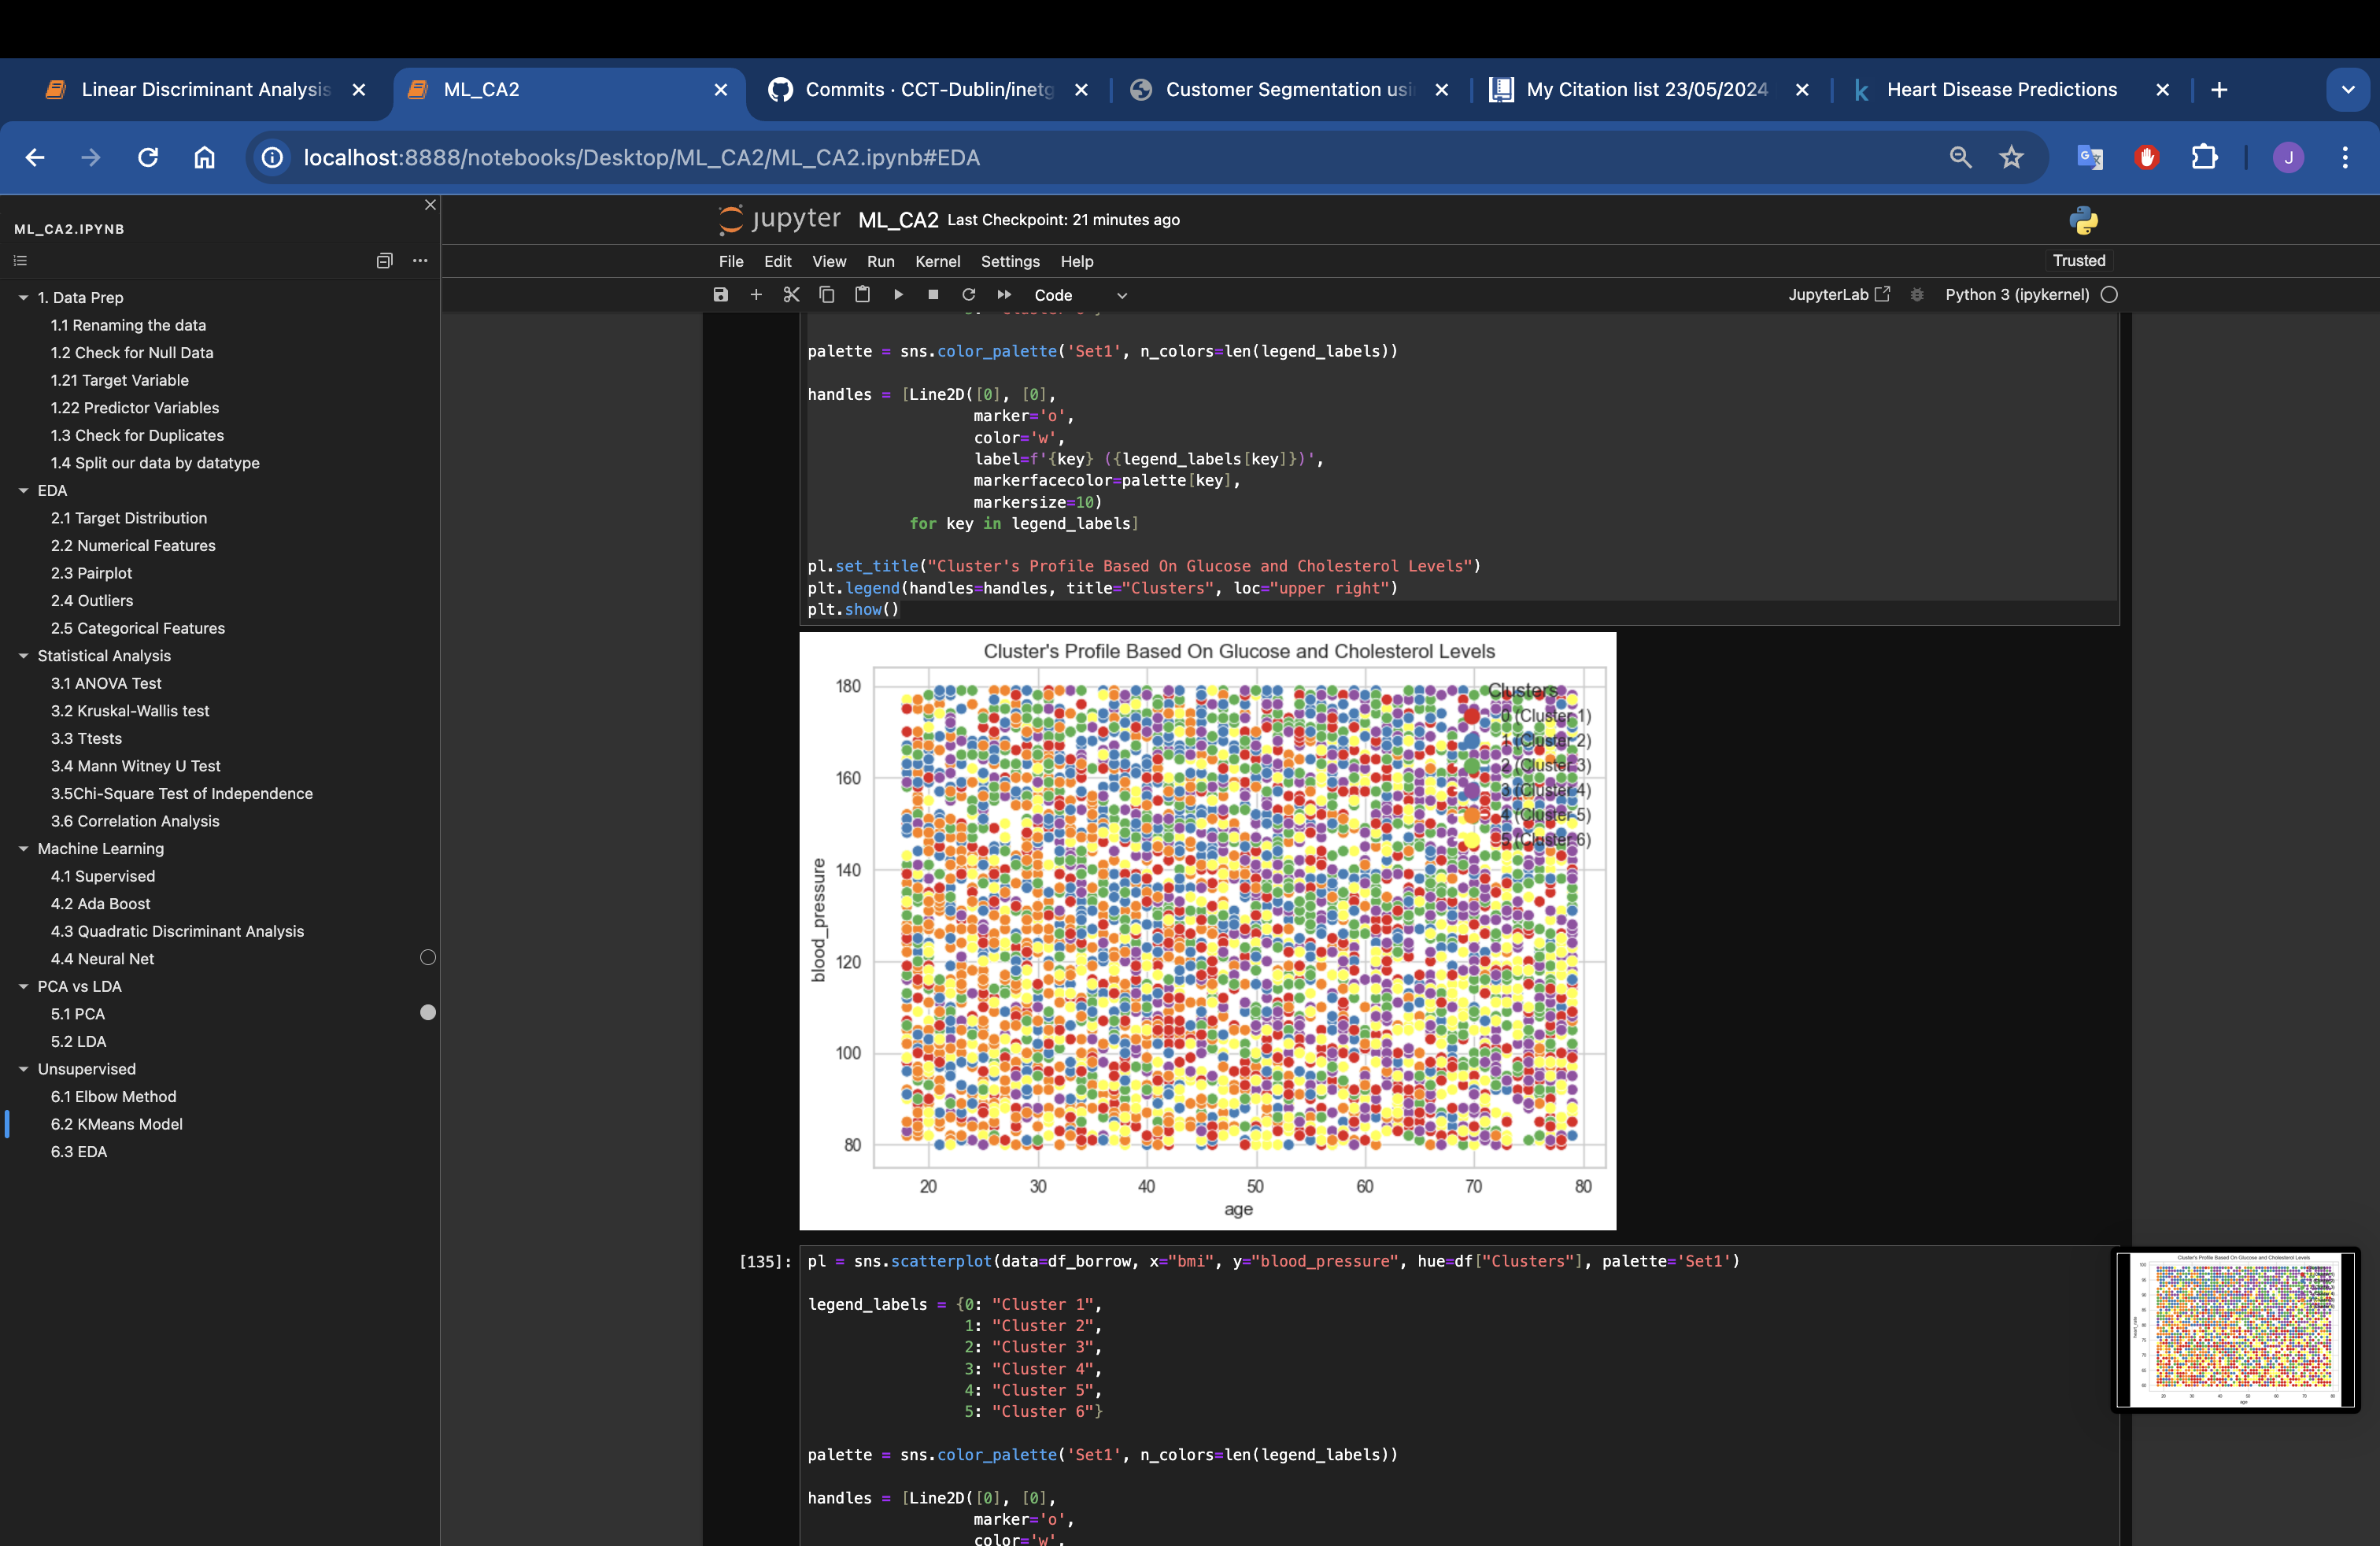 Linear Discriminant Analysis
ML_CA2
Commits · CCT-Dublin/inetg
Customer Segmentation usi
My Citation list 23/05/2024
Heart Disease Predictions
localhost:8888/notebooks/Desktop/ML_CA2/ML_CA2.ipynb#EDA
J
ML_CA2.IPYNB
1. Data Prep
1.1 Renaming the data
1.2 Check for Null Data
1.21 Target Variable
1.22 Predictor Variables
1.3 Check for Duplicates
1.4 Split our data by datatype
EDA
2.1 Target Distribution
2.2 Numerical Features
2.3 Pairplot
2.4 Outliers
2.5 Categorical Features
Statistical Analysis
3.1 ANOVA Test
3.2 Kruskal-Wallis test
3.3 Ttests
3.4 Mann Witney U Test
3.5Chi-Square Test of Independence
3.6 Correlation Analysis
Machine Learning
4.1 Supervised
4.2 Ada Boost
4.3 Quadratic Discriminant Analysis
4.4 Neural Net
PCA vs LDA
5.1 PCA
5.2 LDA
Unsupervised
6.1 Elbow Method
6.2 KMeans Model
6.3 EDA
jupyter ML_CA2 Last Checkpoint: 21 minutes ago
File Edit View Run Kernel Settings Help
Trusted
Code
JupyterLab
Python 3 (ipykernel)
palette = sns.color_palette('Set1', n_colors=len(legend_labels))
handles = [Line2D([0], [0],
marker='o',
color='w',
label=f'{key} ({legend_labels[key]})',
markerfacecolor=palette[key],
markersize=10)
for key in legend_labels]
pl.set_title("Cluster's Profile Based On Glucose and Cholesterol Levels")
plt.legend(handles=handles, title="Clusters", loc="upper right")
plt.show()
Cluster's Profile Based On Glucose and Cholesterol Levels
Clusters
0 (Cluster 1)
1 (Cluster 2)
2 (Cluster 3)
3 (Cluster 4)
4 (Cluster 5)
5 (Cluster 6)
180
160
140
120
100
80
blood_pressure
20 30 40 50 60 70 80
age
[135]:
pl = sns.scatterplot(data=df_borrow, x="bmi", y="blood_pressure", hue=df["Clusters"], palette='Set1')
legend_labels = {0: "Cluster 1",
1: "Cluster 2",
2: "Cluster 3",
3: "Cluster 4",
4: "Cluster 5",
5: "Cluster 6"}
palette = sns.color_palette('Set1', n_colors=len(legend_labels))
handles = [Line2D([0], [0],
marker='o',
color='w',
Cluster's Profile Based On Glucose and Cholesterol Levels